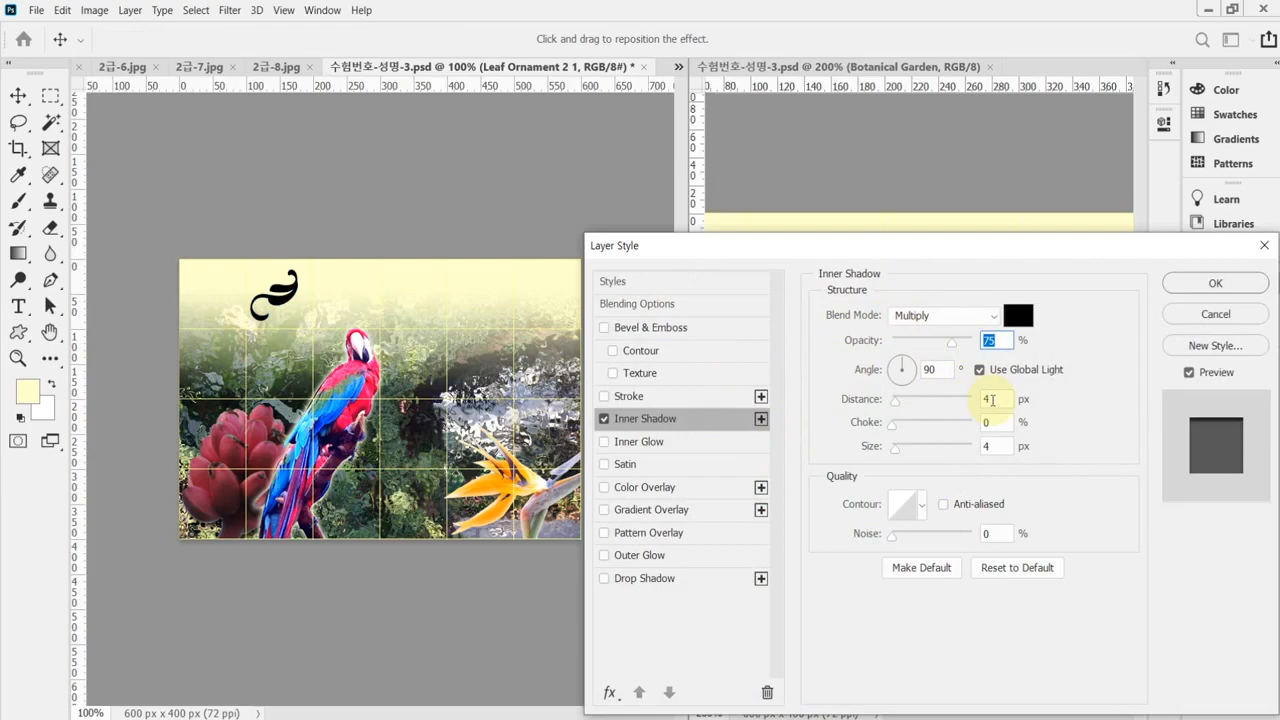 Ps File Edit Image Layer Type Select Filter 3D View Window Help
Click and drag to reposition the effect.
2급-6.jpg × 2급-7.jpg × 2급-8.jpg × 수험번호-성명-3.psd @ 100% (Leaf Ornament 2 1, RGB/8#) * ×
수험번호-성명-3.psd @ 200% (Botanical Garden, RGB/8) ×
50 0 50 100 150 200 250 300 350 400 450 500 550 600 650 700
80 100 120 140 160 180 200 220 240 260 280 300 320 340
Color
Swatches
Gradients
Patterns
Learn
Libraries
Layer Style
Styles
Blending Options
Bevel & Emboss
Contour
Texture
Stroke
Inner Shadow
Inner Glow
Satin
Color Overlay
Gradient Overlay
Pattern Overlay
Outer Glow
Drop Shadow
fx
Inner Shadow
Structure
Blend Mode: Multiply
Opacity: 75 %
Angle: 90 ° Use Global Light
Distance: 4 px
Choke: 0 %
Size: 4 px
Quality
Contour: Anti-aliased
Noise: 0 %
Make Default Reset to Default
OK
Cancel
New Style...
Preview
100% 600 px x 400 px (72 ppi)